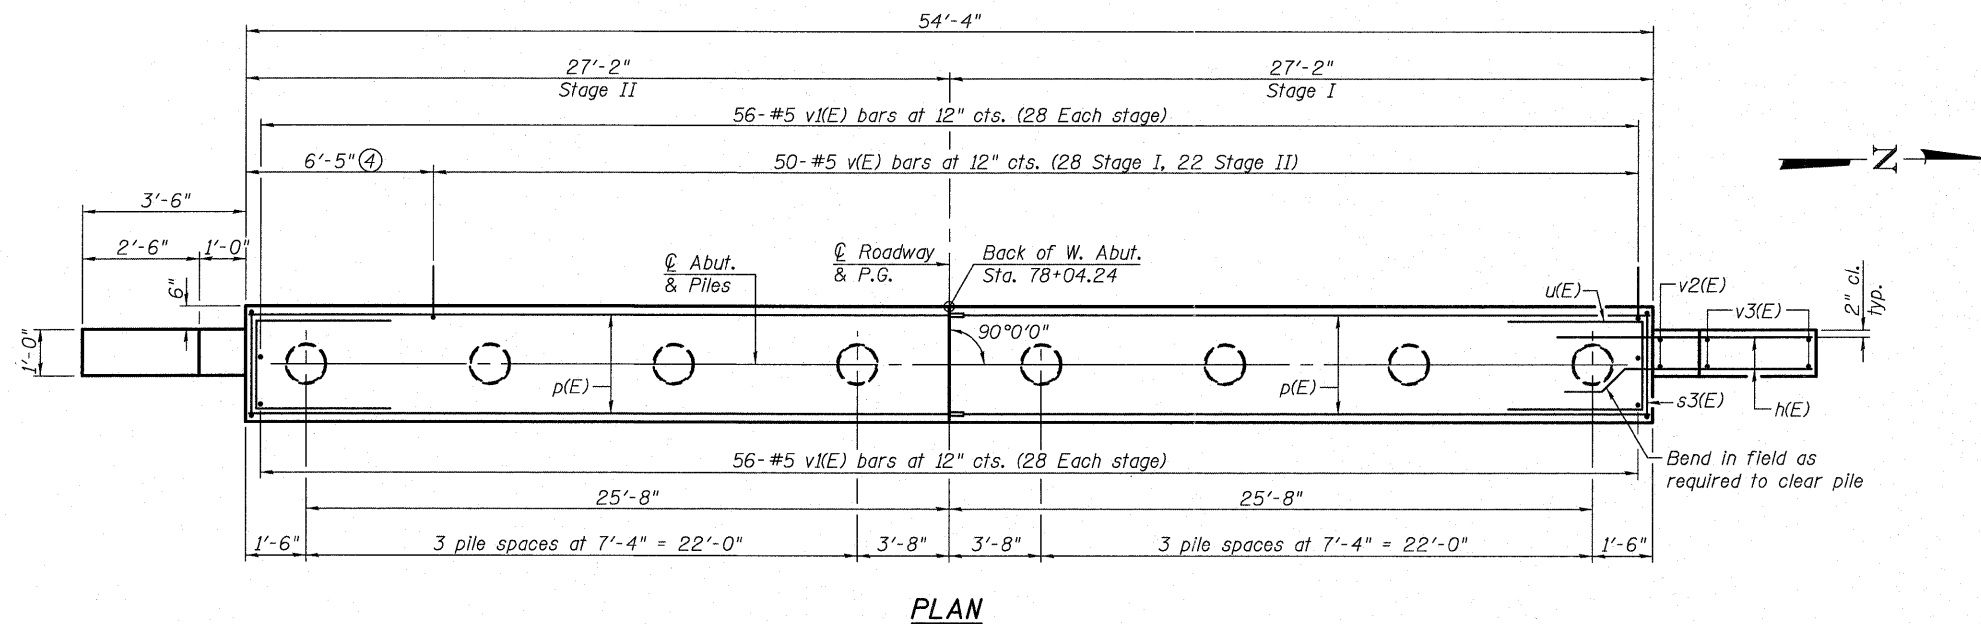 54'-4"
27'-2"
Stage II
27'-2"
Stage I
56-#5 v1(E) bars at 12" cts. (28 Each stage)
6'-5" ④
50-#5 v(E) bars at 12" cts. (28 Stage I, 22 Stage II)
N
3'-6"
2'-6"
1'-0"
6"
1'-0"
℄ Abut.
& Piles
℄ Roadway
& P.G.
Back of W. Abut.
Sta. 78+04.24
u(E)
v2(E)
v3(E)
2" cl.
typ.
90°0'0"
p(E)
p(E)
s3(E)
h(E)
56-#5 v1(E) bars at 12" cts. (28 Each stage)
Bend in field as
required to clear pile
25'-8"
25'-8"
1'-6"
3 pile spaces at 7'-4" = 22'-0"
3'-8"
3'-8"
3 pile spaces at 7'-4" = 22'-0"
1'-6"
PLAN